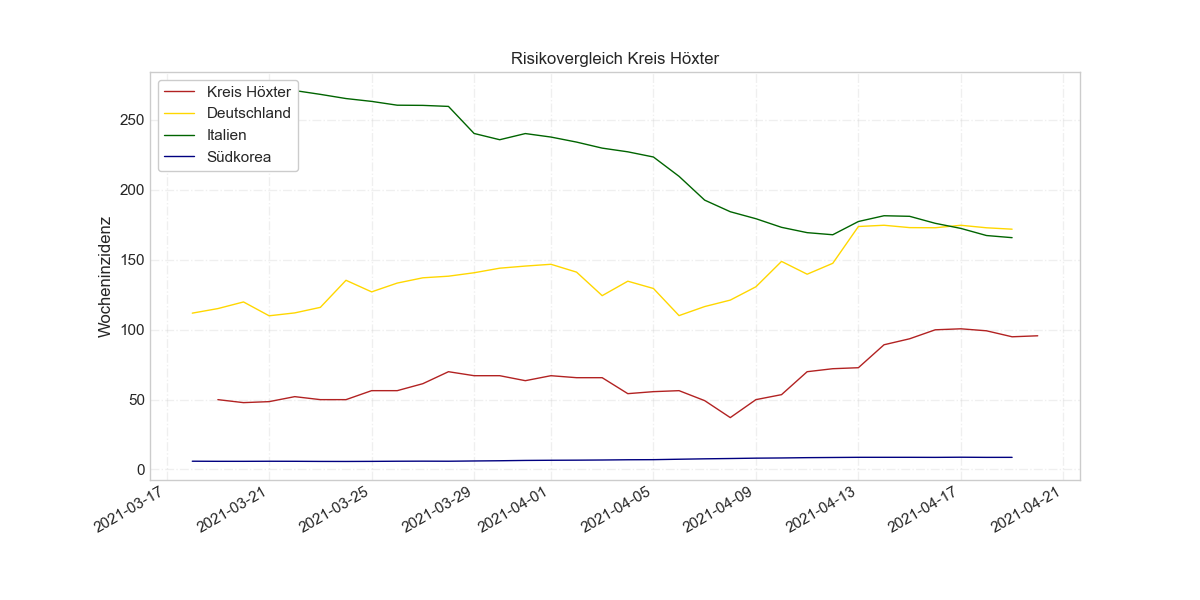 Risikovergleich Kreis Höxter
Kreis Höxter
Deutschland
Italien
Südkorea
Wocheninzidenz
250
200
150
100
50
0
2021-03-17
2021-03-21
2021-03-25
2021-03-29
2021-04-01
2021-04-05
2021-04-09
2021-04-13
2021-04-17
2021-04-21